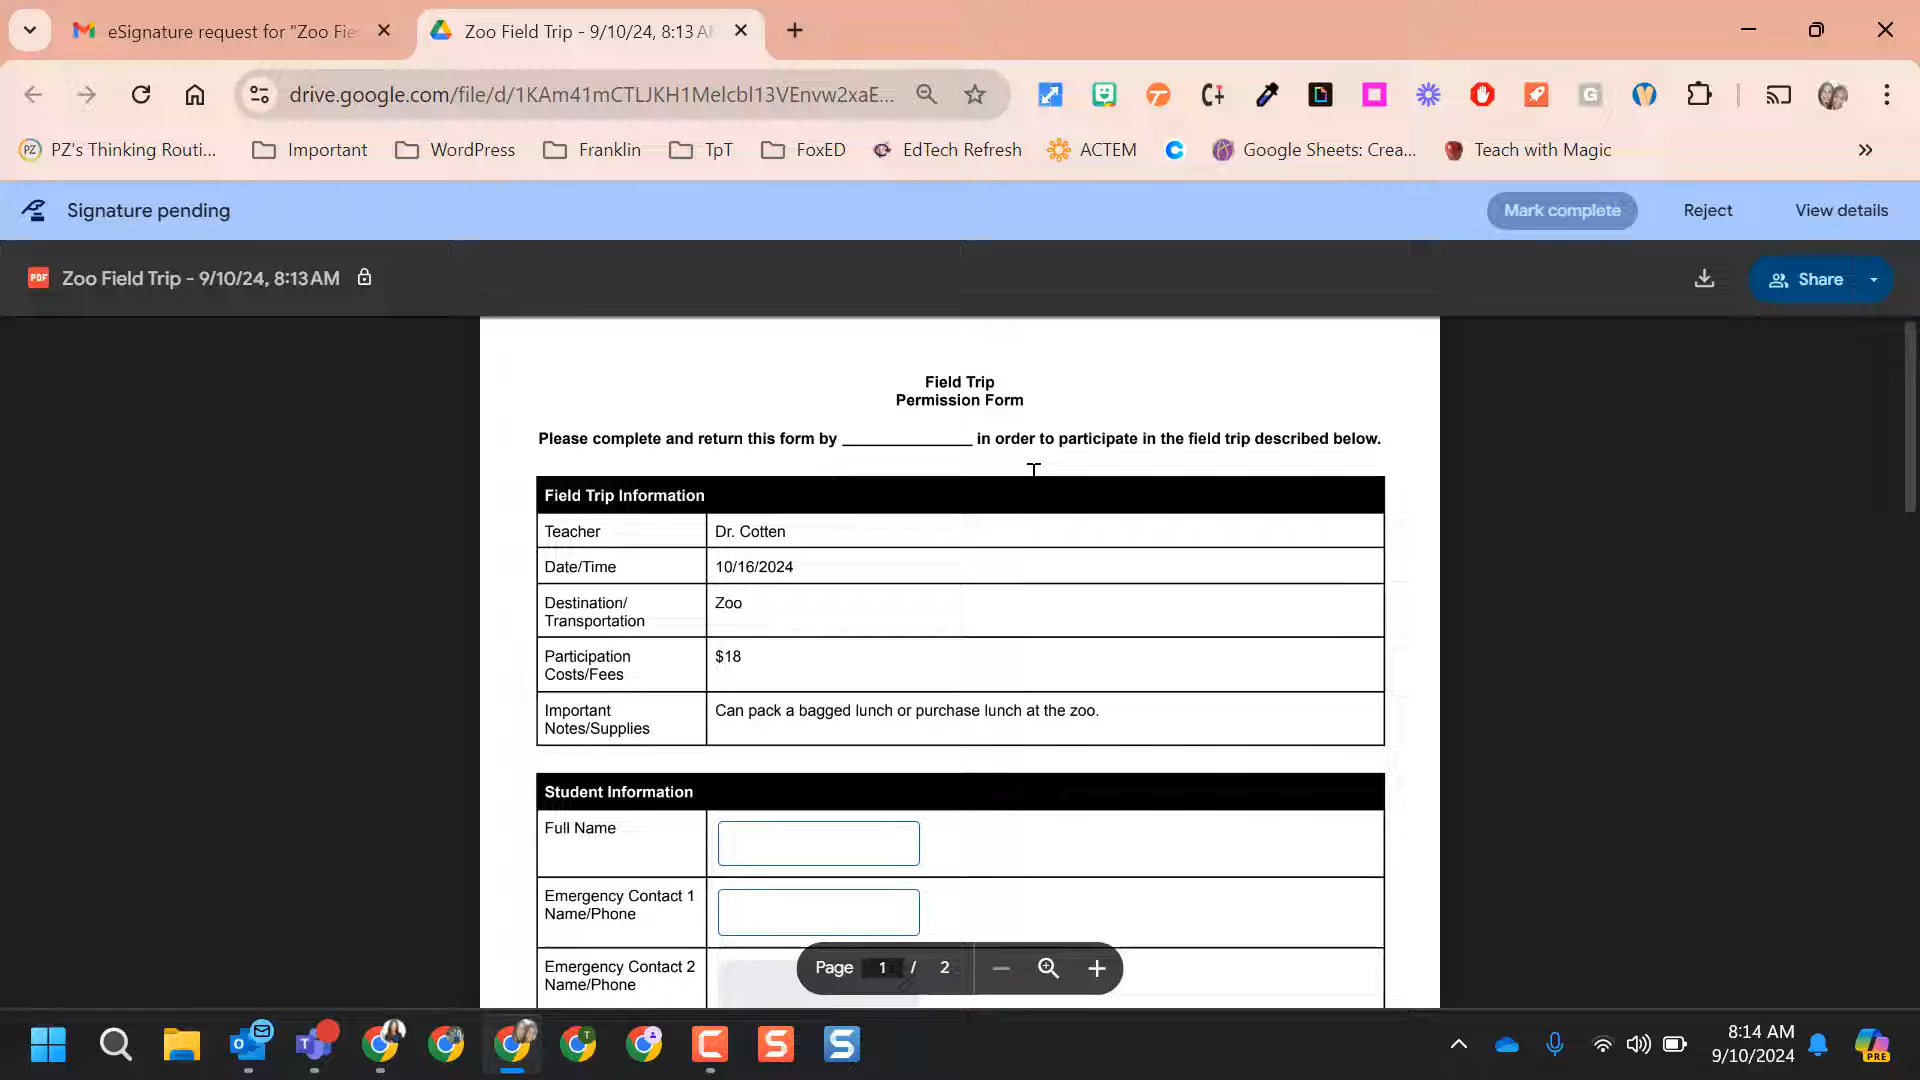 eSignature request for "Zoo Fie
Zoo Field Trip - 9/10/24, 8:13 A
drive.google.com/file/d/1KAm41mCTLJKH1Melcbl13VEnvw2xaE...
PZ's Thinking Routi...
Important
WordPress
Franklin
TpT
FoxED
EdTech Refresh
ACTEM
Google Sheets: Crea...
Teach with Magic
Signature pending
Mark complete
Reject
View details
PDF
Zoo Field Trip - 9/10/24, 8:13 AM
Share
Field Trip
Permission Form
Please complete and return this form by _______________ in order to participate in the field trip described below.
Field Trip Information
Teacher
Dr. Cotten
Date/Time
10/16/2024
Destination/
Transportation
Zoo
Participation
Costs/Fees
$18
Important
Notes/Supplies
Can pack a bagged lunch or purchase lunch at the zoo.
Student Information
Full Name
Emergency Contact 1
Name/Phone
Emergency Contact 2
Name/Phone
Page 1 / 2
8:14 AM
9/10/2024
PRE